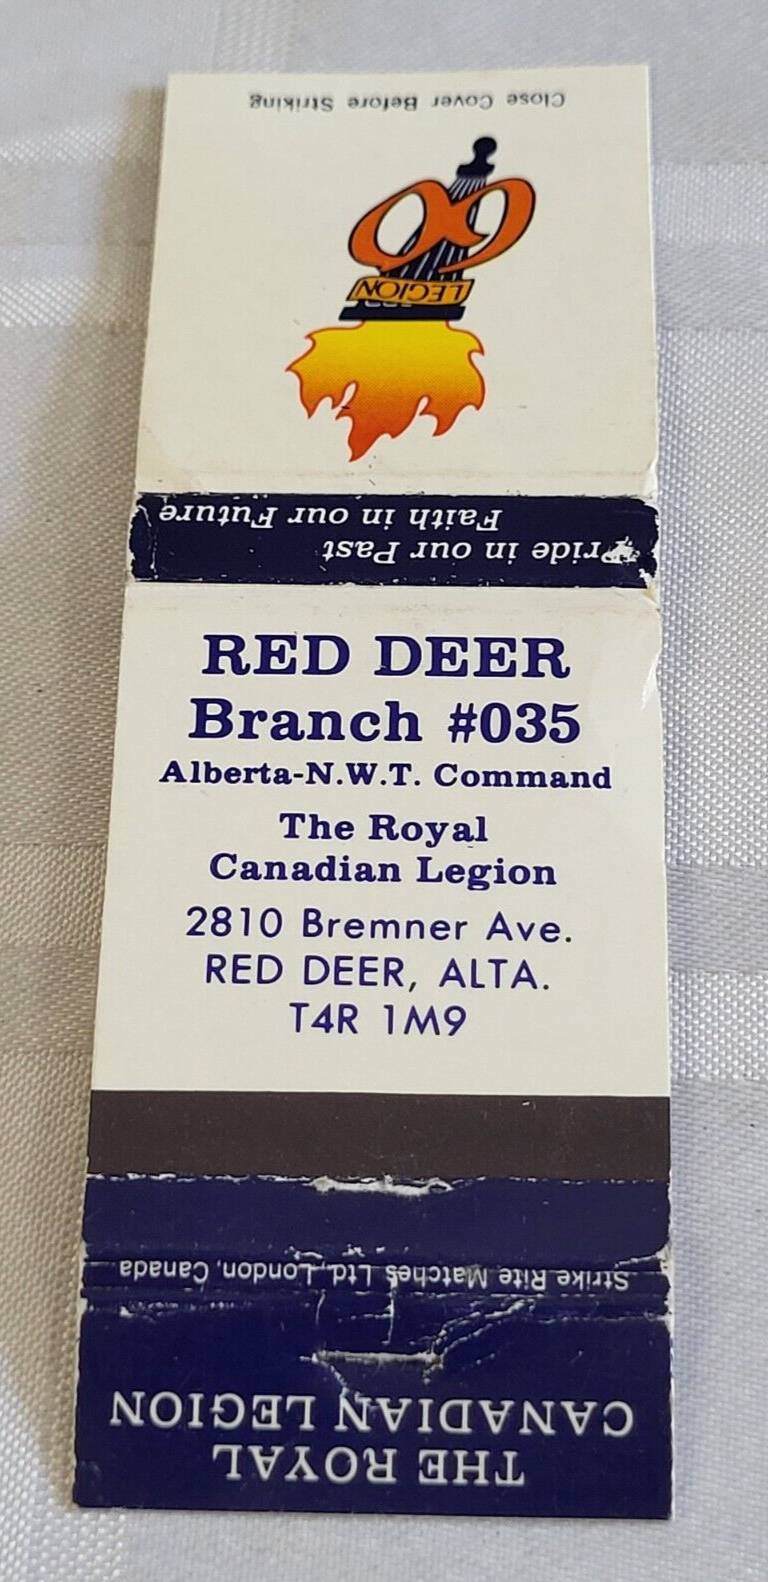 Close Cover Before Striking
60
LEGION
Pride in our Past
Faith in our Future
RED DEER
Branch #035
Alberta-N.W.T. Command
The Royal
Canadian Legion
2810 Bremner Ave.
RED DEER, ALTA.
T4R 1M9
Strike Rite Matches Ltd., London, Canada
THE ROYAL
CANADIAN LEGION